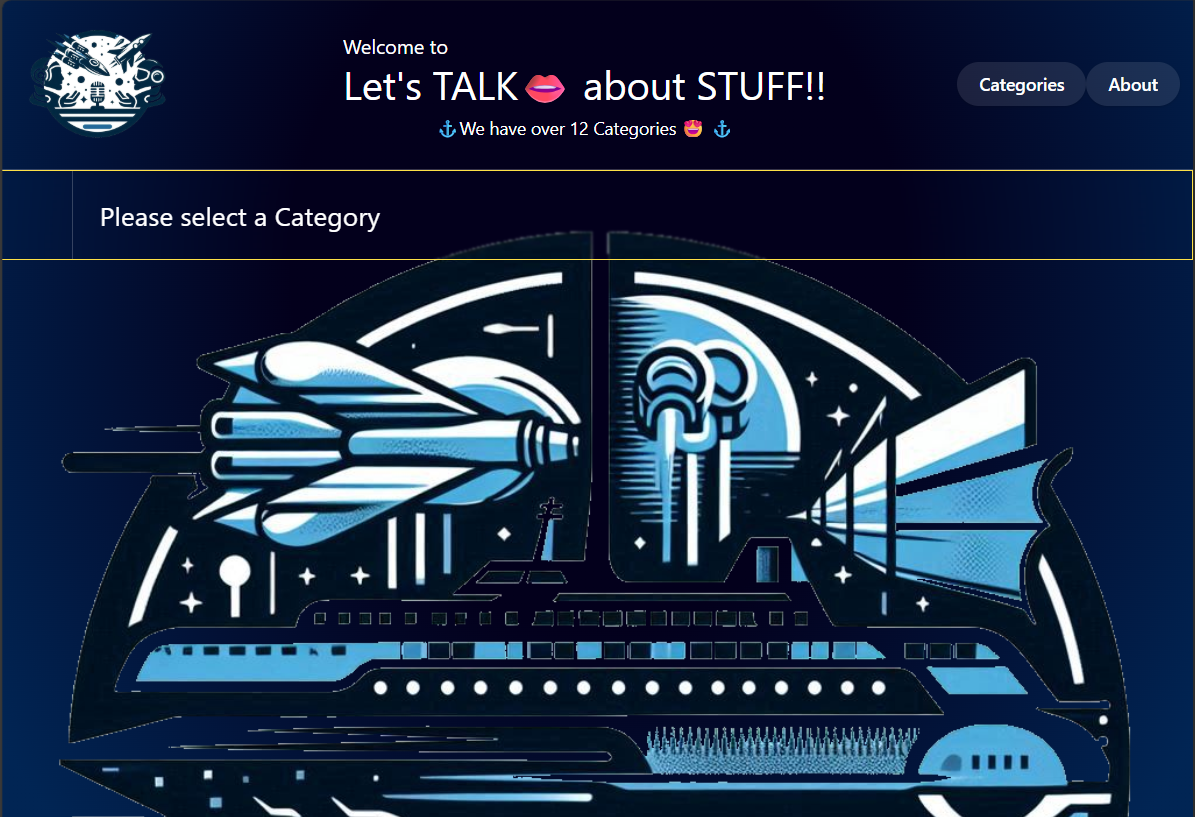 Welcome to
Let's TALK👄 about STUFF!!
⚓We have over 12 Categories 🤩 ⚓
Categories
About
Please select a Category